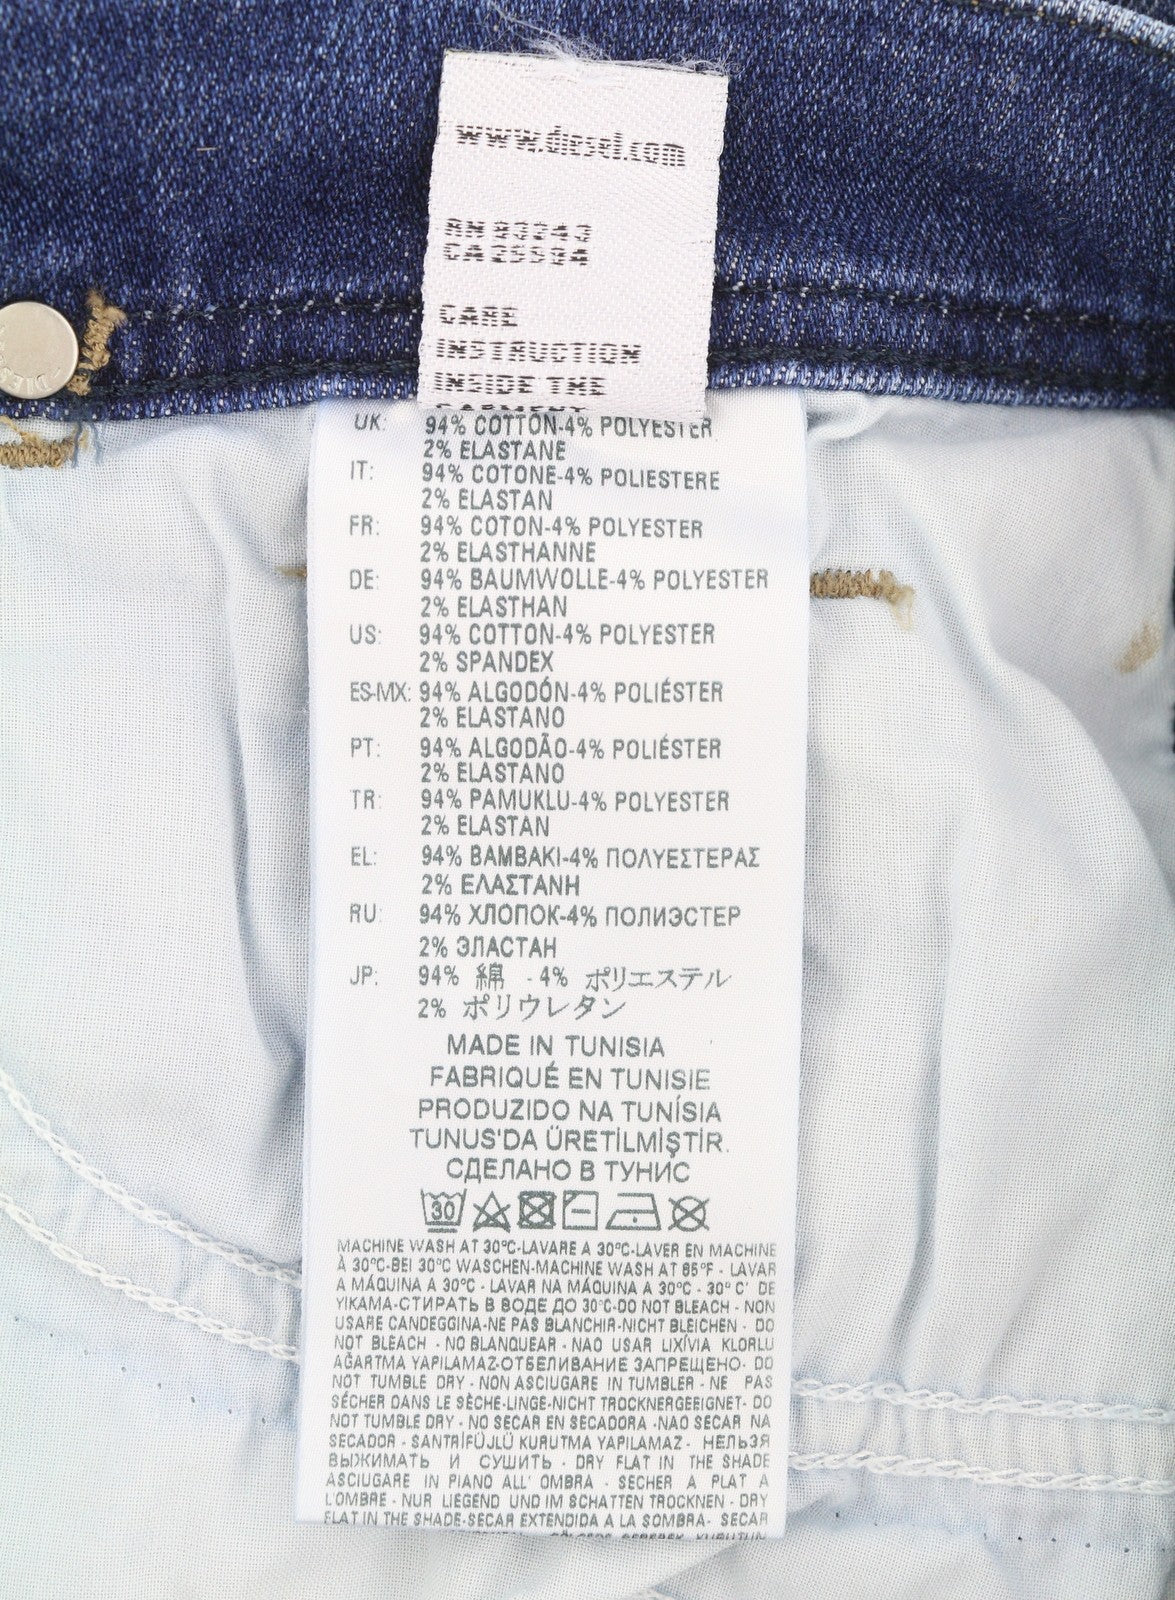 www.diesel.com
RN 93243
CA 25594
CARE
INSTRUCTION
INSIDE THE
GARMENT
UK: 94% COTTON-4% POLYESTER
2% ELASTANE
IT: 94% COTONE-4% POLIESTERE
2% ELASTAN
FR: 94% COTON-4% POLYESTER
2% ELASTHANNE
DE: 94% BAUMWOLLE-4% POLYESTER
2% ELASTHAN
US: 94% COTTON-4% POLYESTER
2% SPANDEX
ES-MX: 94% ALGODÓN-4% POLIÉSTER
2% ELASTANO
PT: 94% ALGODÃO-4% POLIÉSTER
2% ELASTANO
TR: 94% PAMUKLU-4% POLYESTER
2% ELASTAN
EL: 94% ΒΑΜΒΑΚΙ-4% ΠΟΛΥΕΣΤΕΡΑΣ
2% ΕΛΑΣΤΑΝΗ
RU: 94% ХЛОПОК-4% ПОЛИЭСТЕР
2% ЭЛАСТАН
JP: 94% 綿 - 4% ポリエステル
2% ポリウレタン
MADE IN TUNISIA
FABRIQUÉ EN TUNISIE
PRODUZIDO NA TUNÍSIA
TUNUS'DA ÜRETİLMİŞTİR.
СДЕЛАНО В ТУНИС
30
MACHINE WASH AT 30°C-LAVARE A 30°C-LAVER EN MACHINE
À 30°C-BEI 30°C WASCHEN-MACHINE WASH AT 85°F - LAVAR
A MÁQUINA A 30°C - LAVAR NA MÁQUINA A 30°C - 30° C' DE
YIKAMA-СТИРАТЬ В ВОДЕ ДО 30°C-DO NOT BLEACH - NON
USARE CANDEGGINA-NE PAS BLANCHIR-NICHT BLEICHEN - DO
NOT BLEACH - NO BLANQUEAR - NAO USAR LIXÍVIA KLORLU
AĞARTMA YAPILAMAZ-ОТБЕЛИВАНИЕ ЗАПРЕЩЕНО- DO
NOT TUMBLE DRY - NON ASCIUGARE IN TUMBLER - NE PAS
SÉCHER DANS LE SÈCHE-LINGE-NICHT TROCKNERGEEIGNET- DO
NOT TUMBLE DRY - NO SECAR EN SECADORA -NAO SECAR NA
SECADOR - SANTRİFÜJLÜ KURUTMA YAPILAMAZ - НЕЛЬЗЯ
ВЫЖИМАТЬ И СУШИТЬ - DRY FLAT IN THE SHADE
ASCIUGARE IN PIANO ALL' OMBRA - SECHER A PLAT A
L'OMBRE - NUR LIEGEND UND IM SCHATTEN TROCKNEN - DRY
FLAT IN THE SHADE-SECAR EXTENDIDA A LA SOMBRA- SECAR